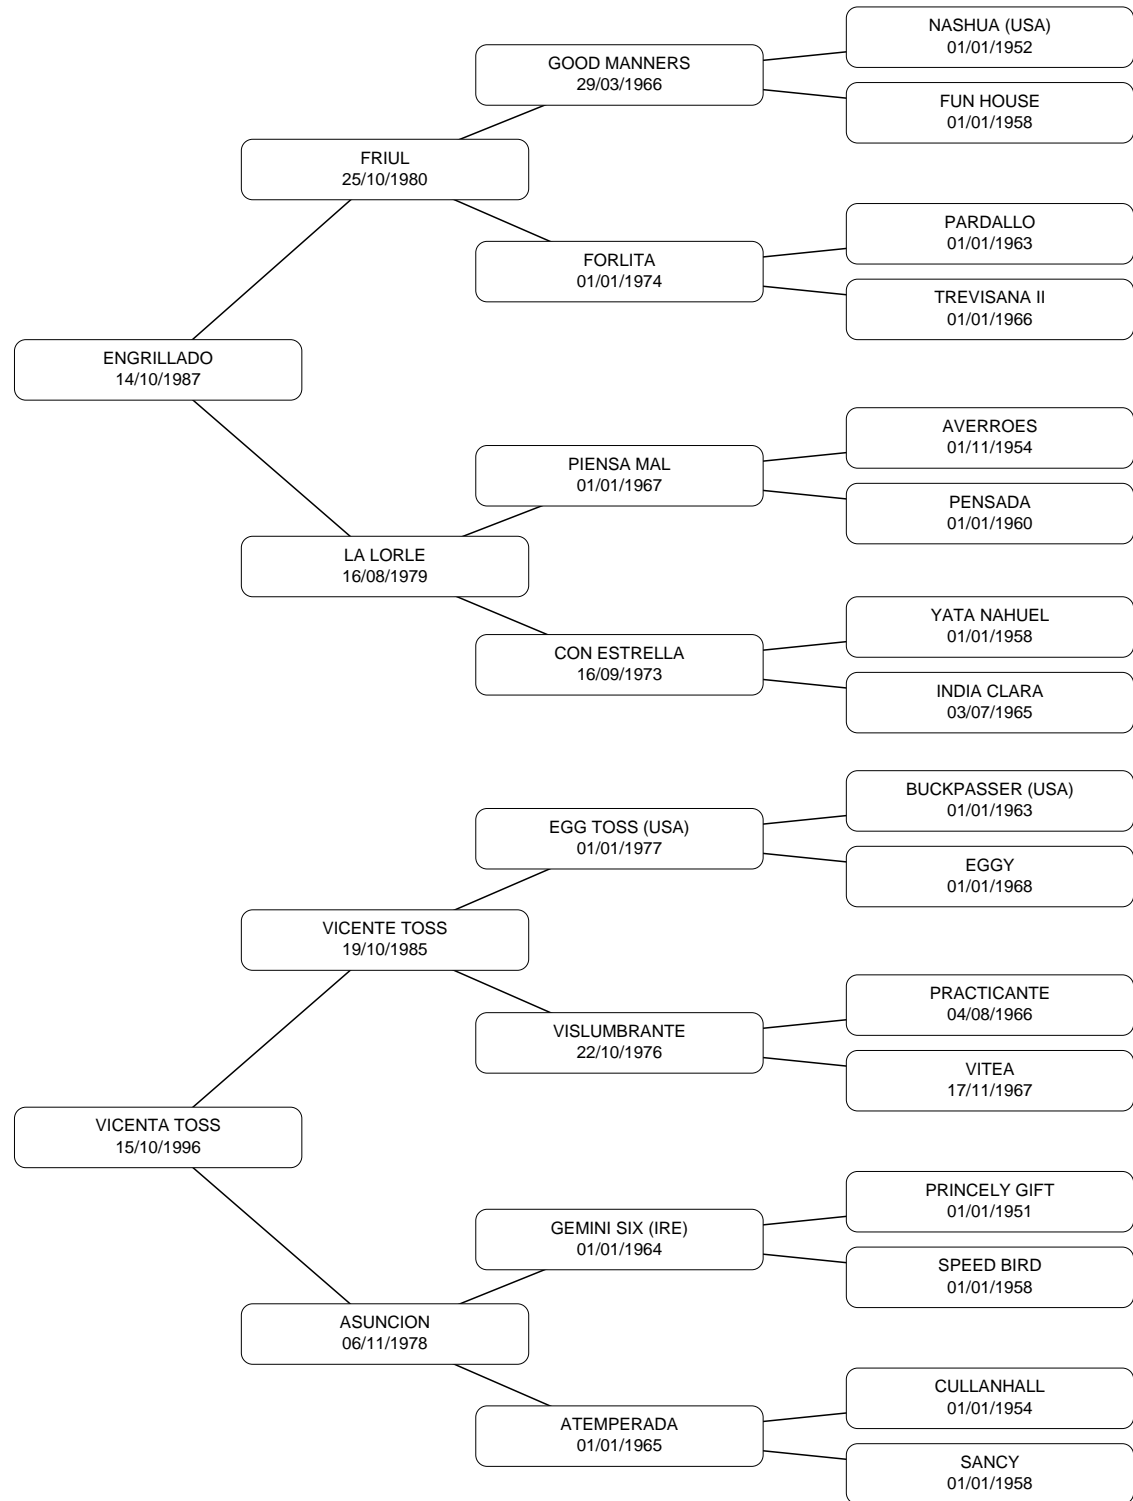 NASHUA (USA)
01/01/1952
GOOD MANNERS
29/03/1966
FUN HOUSE
01/01/1958
FRIUL
25/10/1980
PARDALLO
01/01/1963
FORLITA
01/01/1974
TREVISANA II
01/01/1966
ENGRILLADO
14/10/1987
AVERROES
01/11/1954
PIENSA MAL
01/01/1967
PENSADA
01/01/1960
LA LORLE
16/08/1979
YATA NAHUEL
01/01/1958
CON ESTRELLA
16/09/1973
INDIA CLARA
03/07/1965
BUCKPASSER (USA)
01/01/1963
EGG TOSS (USA)
01/01/1977
EGGY
01/01/1968
VICENTE TOSS
19/10/1985
PRACTICANTE
04/08/1966
VISLUMBRANTE
22/10/1976
VITEA
17/11/1967
VICENTA TOSS
15/10/1996
PRINCELY GIFT
01/01/1951
GEMINI SIX (IRE)
01/01/1964
SPEED BIRD
01/01/1958
ASUNCION
06/11/1978
CULLANHALL
01/01/1954
ATEMPERADA
01/01/1965
SANCY
01/01/1958